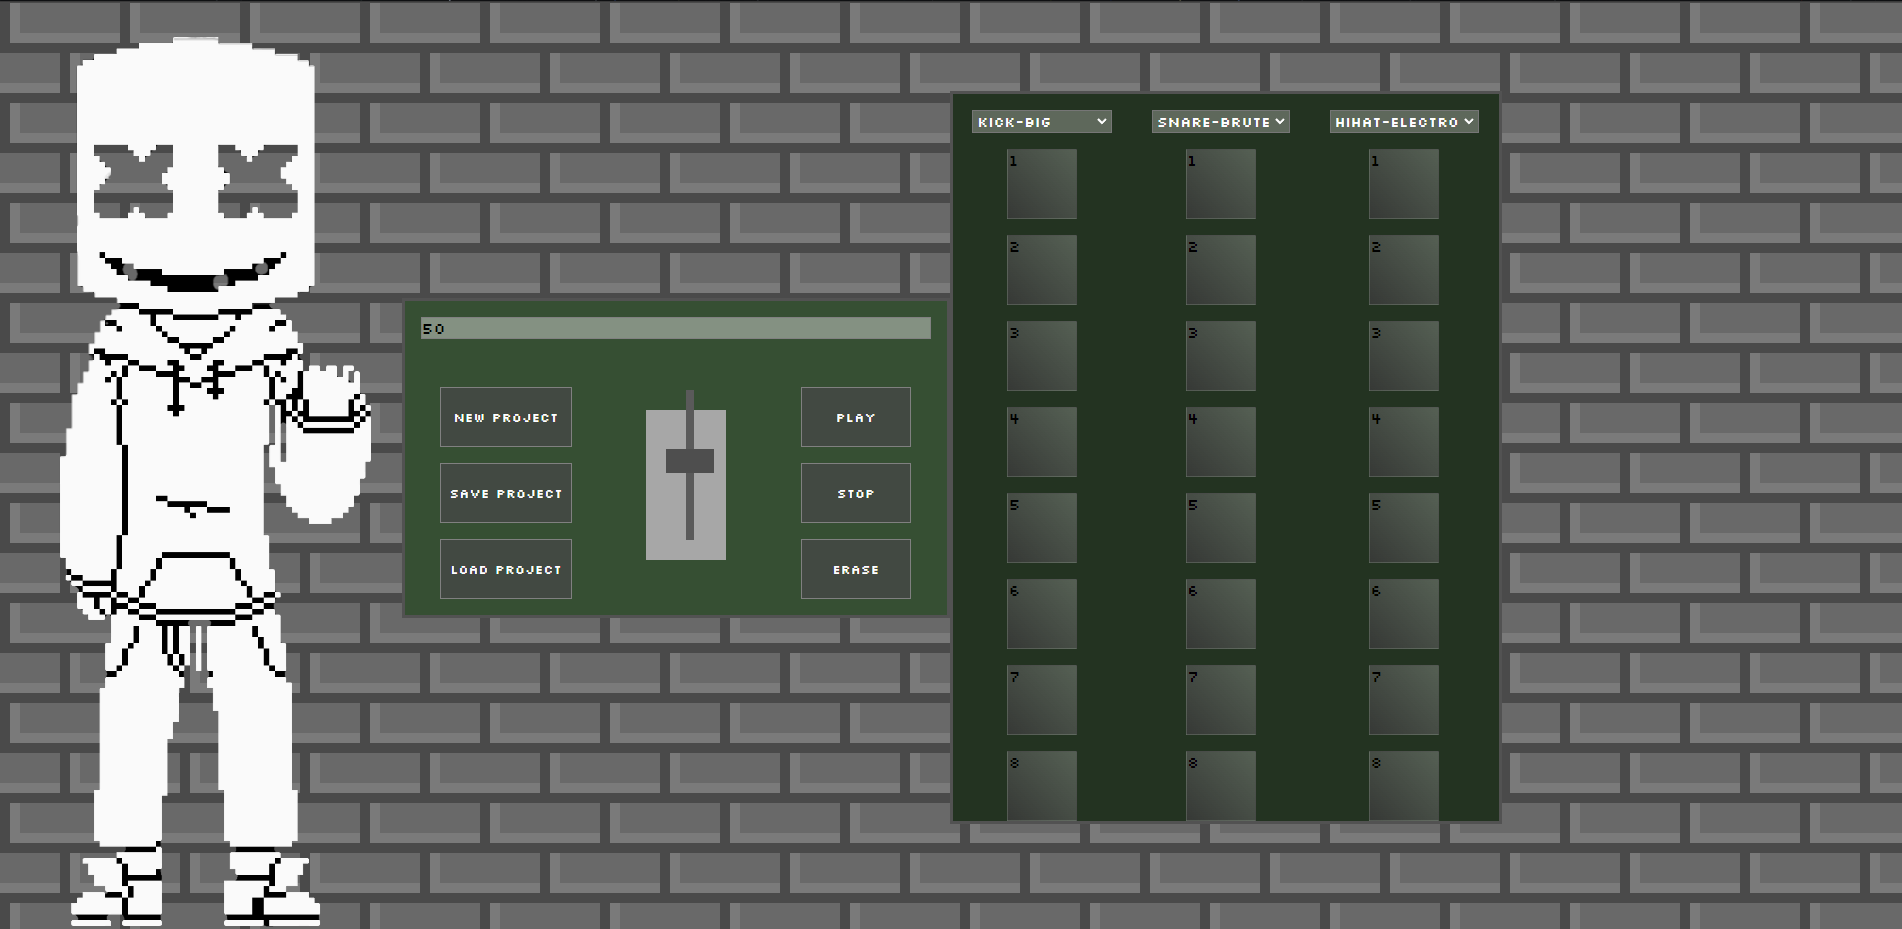 50
NEW PROJECT
SAVE PROJECT
LOAD PROJECT
PLAY
STOP
ERASE
KICK-BIG SNARE-BRUTE HIHAT-ELECTRO
1 1 1
2 2 2
3 3 3
4 4 4
5 5 5
6 6 6
7 7 7
8 8 8